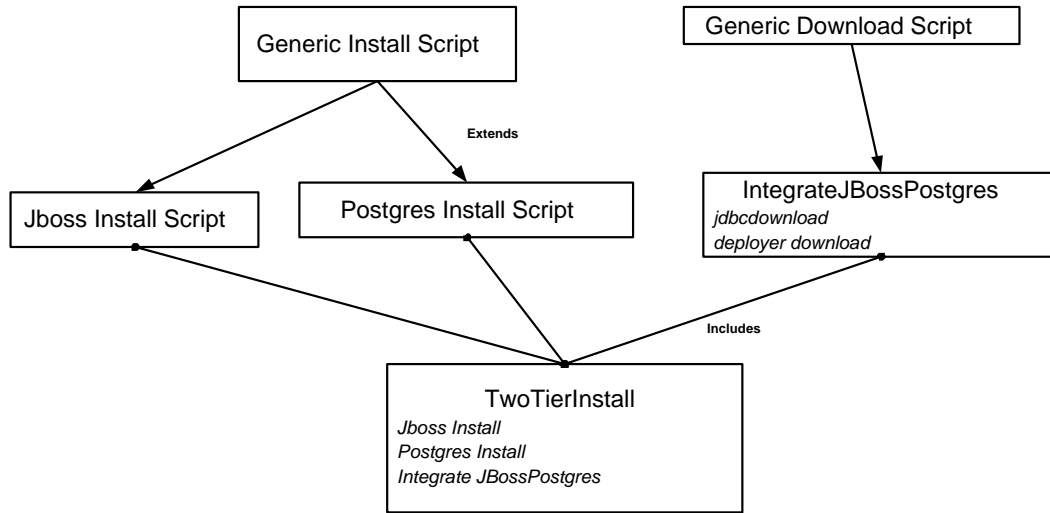 Generic Install Script
Generic Download Script
Extends
Jboss Install Script
Postgres Install Script
IntegrateJBossPostgres
jdbcdownload
deployer download
Includes
TwoTierInstall
Jboss Install
Postgres Install
Integrate JBossPostgres